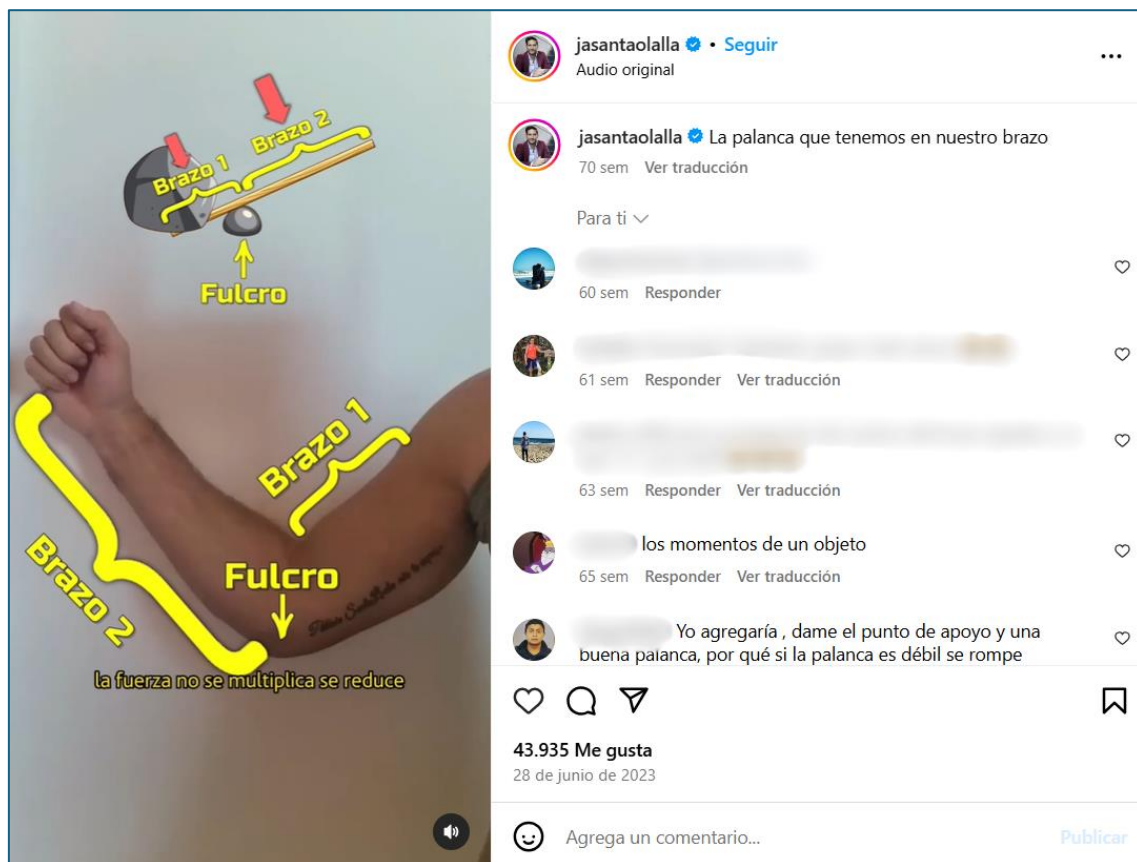 Brazo 2
Brazo 1
Fulcro
Brazo 1
Brazo 2
Fulcro
la fuerza no se multiplica se reduce
jasantaolalla • Seguir
Audio original
jasantaolalla La palanca que tenemos en nuestro brazo
70 sem Ver traducción
Para ti
60 sem Responder
61 sem Responder Ver traducción
63 sem Responder Ver traducción
los momentos de un objeto
65 sem Responder Ver traducción
Yo agregaría , dame el punto de apoyo y una
buena palanca, por qué si la palanca es débil se rompe
43.935 Me gusta
28 de junio de 2023
Agrega un comentario...
Publicar